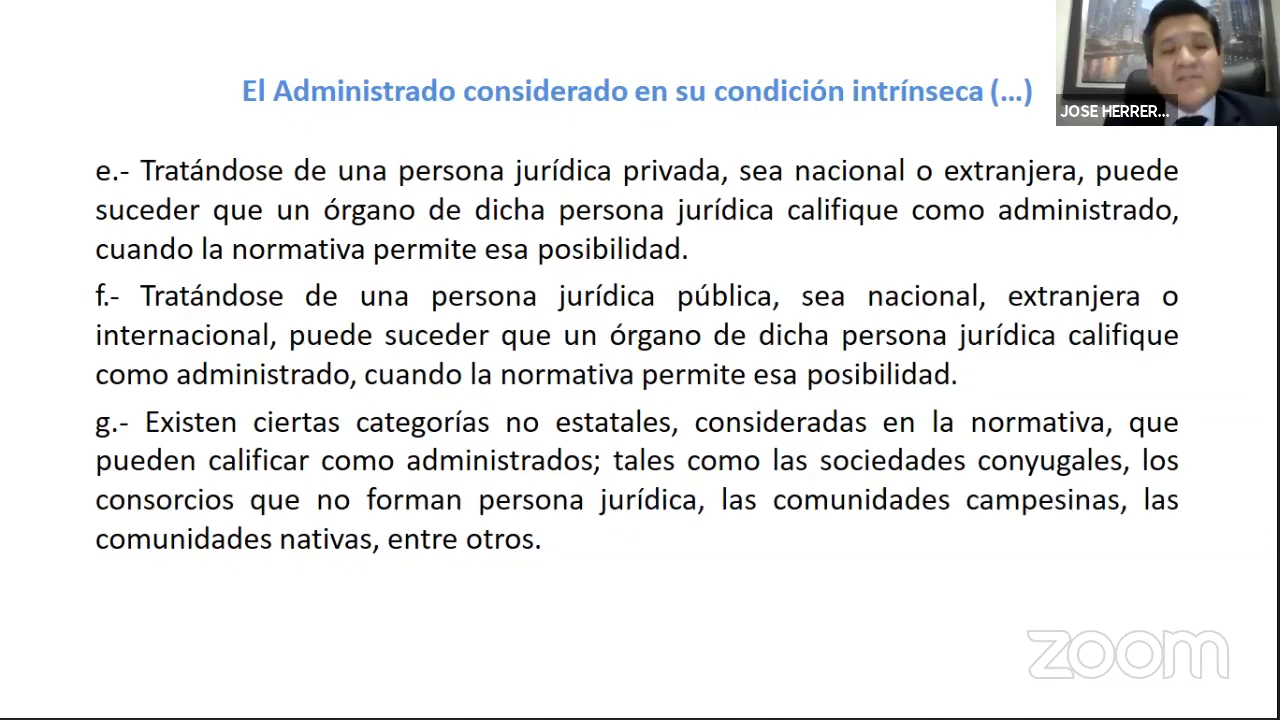 El Administrado considerado en su condición intrínseca (...)
JOSE HERRER...
e.- Tratándose de una persona jurídica privada, sea nacional o extranjera, puede
suceder que un órgano de dicha persona jurídica califique como administrado,
cuando la normativa permite esa posibilidad.
f.- Tratándose de una persona jurídica pública, sea nacional, extranjera o
internacional, puede suceder que un órgano de dicha persona jurídica califique
como administrado, cuando la normativa permite esa posibilidad.
g.- Existen ciertas categorías no estatales, consideradas en la normativa, que
pueden calificar como administrados; tales como las sociedades conyugales, los
consorcios que no forman persona jurídica, las comunidades campesinas, las
comunidades nativas, entre otros.
zoom